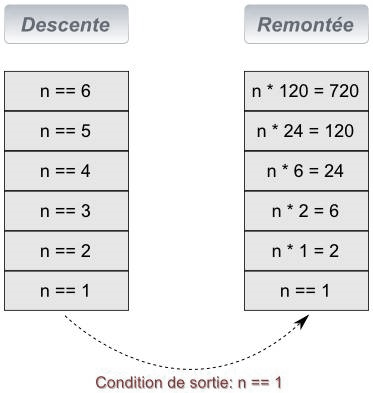 Descente
n == 6
n == 5
n == 4
n == 3
n == 2
n == 1
Remontée
n * 120 = 720
n * 24 = 120
n * 6 = 24
n * 2 = 6
n * 1 = 2
n == 1
Condition de sortie: n == 1